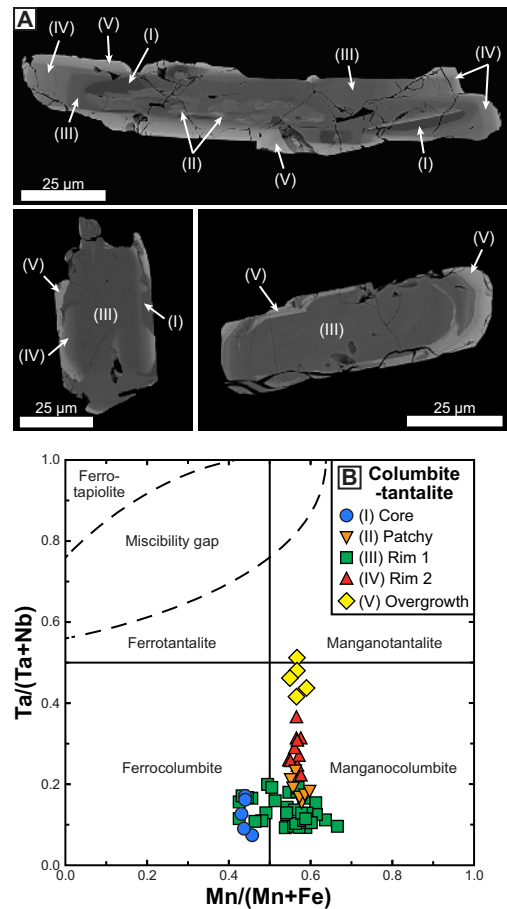 A
(IV)
(V)
(I)
(III)
(IV)
(III)
(II)
(V)
(I)
25 µm
(V)
(III)
(I)
(IV)
25 µm
(V)
(V)
(III)
25 µm
B Columbite
-tantalite
(I) Core
(II) Patchy
(III) Rim 1
(IV) Rim 2
(V) Overgrowth
Ferro-
tapiolite
Miscibility gap
Ferrotantalite
Manganotantalite
Ferrocolumbite
Manganocolumbite
Ta/(Ta+Nb)
1.0
0.8
0.6
0.4
0.2
0.0
0.0 0.2 0.4 0.6 0.8 1.0
Mn/(Mn+Fe)